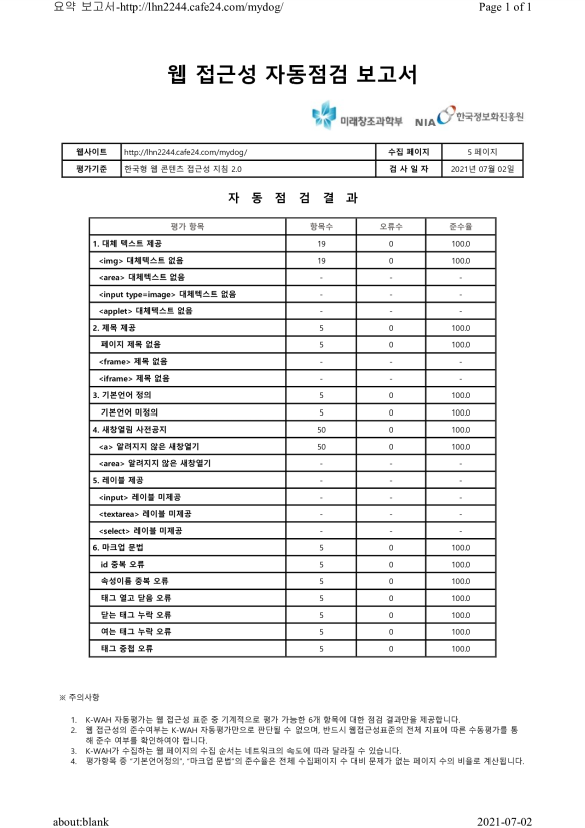 요약 보고서-http://lhn2244.cafe24.com/mydog/ Page 1 of 1
웹 접근성 자동점검 보고서
미래창조과학부 NIA 한국정보화진흥원
웹사이트 http://lhn2244.cafe24.com/mydog/ 수집 페이지 5 페이지
평가기준 한국형 웹 콘텐츠 접근성 지침 2.0 검 사 일 자 2021년 07월 02일
자 동 점 검 결 과
평가 항목 항목수 오류수 준수율
1. 대체 텍스트 제공 19 0 100.0
<img> 대체텍스트 없음 19 0 100.0
<area> 대체텍스트 없음 - - -
<input type=image> 대체텍스트 없음 - - -
<applet> 대체텍스트 없음 - - -
2. 제목 제공 5 0 100.0
페이지 제목 없음 5 0 100.0
<frame> 제목 없음 - - -
<iframe> 제목 없음 - - -
3. 기본언어 정의 5 0 100.0
기본언어 미정의 5 0 100.0
4. 새창열림 사전공지 50 0 100.0
<a> 알려지지 않은 새창열기 50 0 100.0
<area> 알려지지 않은 새창열기 - - -
5. 레이블 제공 - - -
<input> 레이블 미제공 - - -
<textarea> 레이블 미제공 - - -
<select> 레이블 미제공 - - -
6. 마크업 문법 5 0 100.0
id 중복 오류 5 0 100.0
속성이름 중복 오류 5 0 100.0
태그 열고 닫음 오류 5 0 100.0
닫는 태그 누락 오류 5 0 100.0
여는 태그 누락 오류 5 0 100.0
태그 중첩 오류 5 0 100.0
※ 주의사항
1. K-WAH 자동평가는 웹 접근성 표준 중 기계적으로 평가 가능한 6개 항목에 대한 점검 결과만을 제공합니다.
2. 웹 접근성의 준수여부는 K-WAH 자동평가만으로 판단될 수 없으며, 반드시 웹접근성표준의 전체 지표에 따른 수동평가를 통
해 준수 여부를 확인하여야 합니다.
3. K-WAH가 수집하는 웹 페이지의 수집 순서는 네트워크의 속도에 따라 달라질 수 있습니다.
4. 평가항목 중 "기본언어정의", "마크업 문법"의 준수율은 전체 수집페이지 수 대비 문제가 없는 페이지 수의 비율로 계산됩니다.
about:blank 2021-07-02